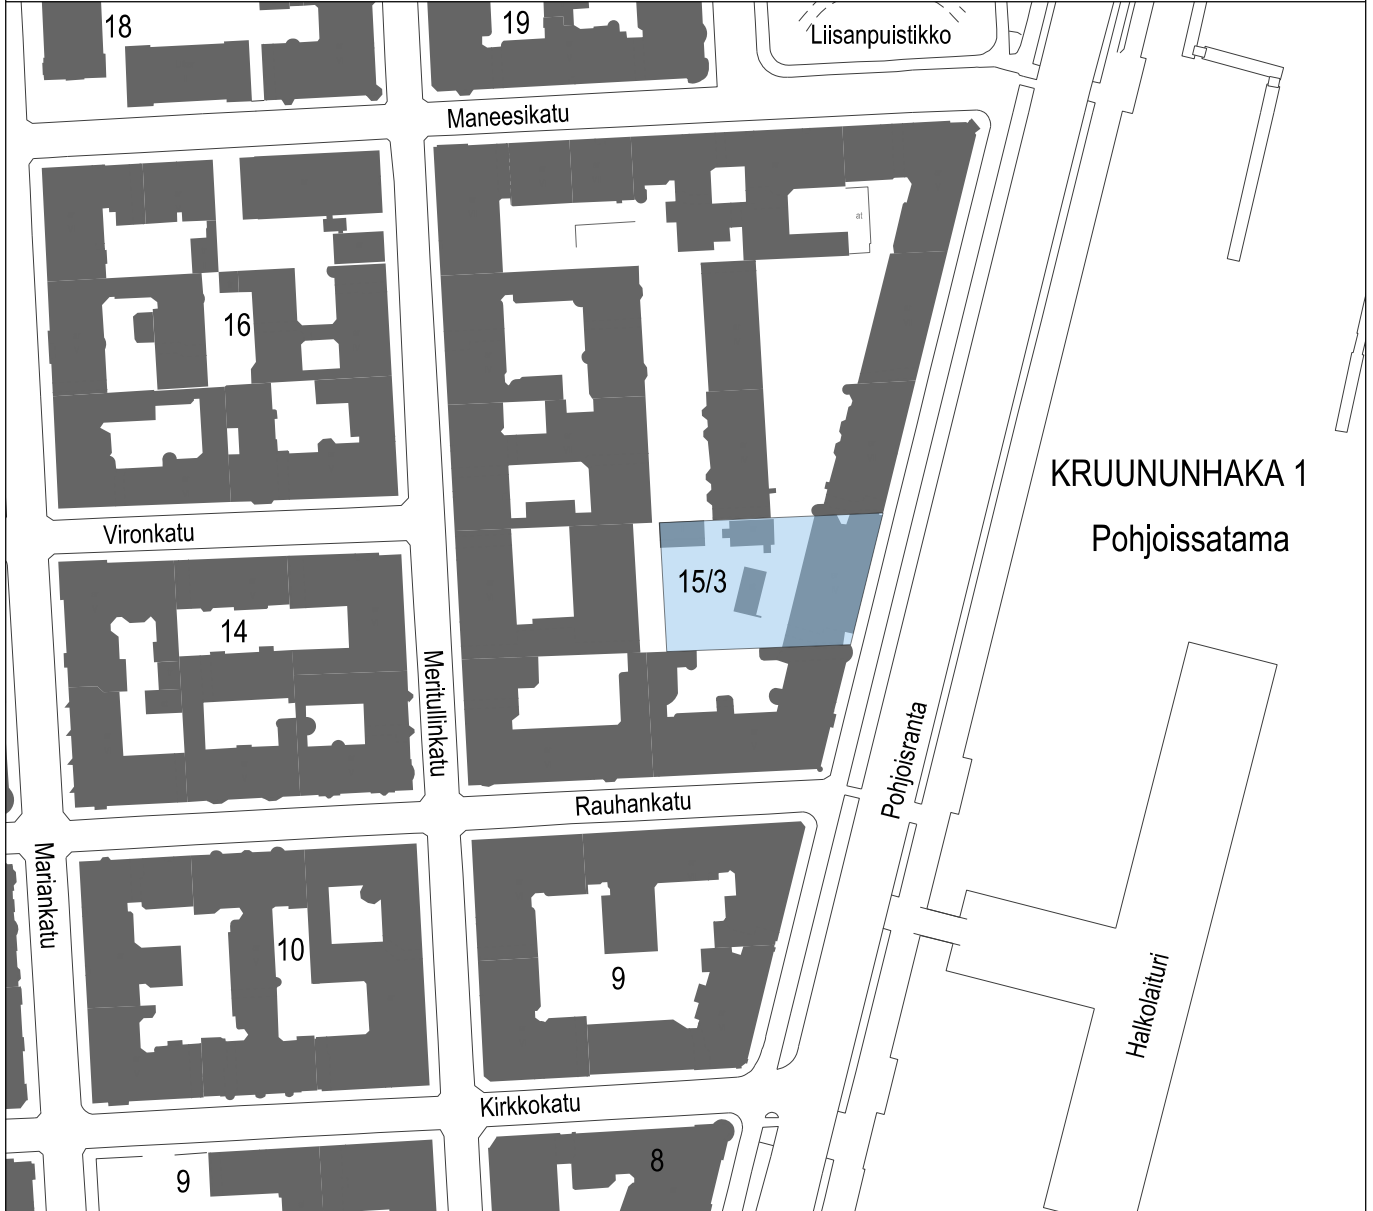 18
19
Liisanpuistikko
Maneesikatu
at
16
KRUUNUNHAKA 1
Vironkatu
Pohjoissatama
15/3
14
Meritullinkatu
Pohjoisranta
Rauhankatu
Mariankatu
10
9
Halkolaituri
Kirkkokatu
8
9